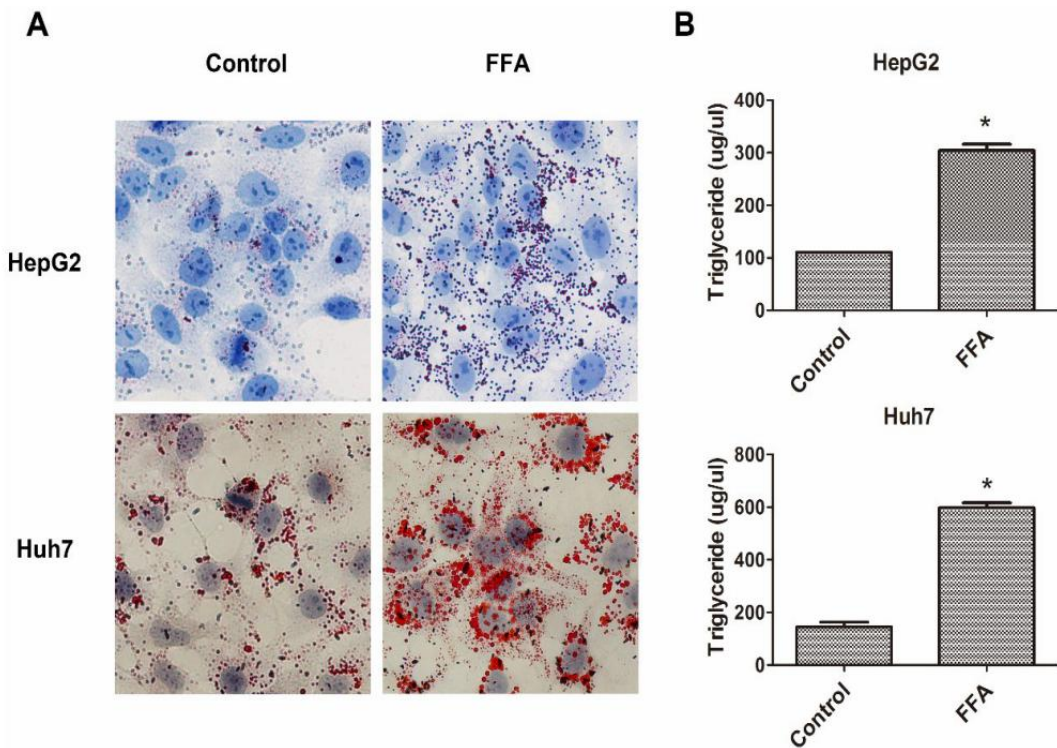 A
Control
FFA
HepG2
Huh7
B
HepG2
Triglyceride (ug/ul)
400
300
200
100
0
*
Control
FFA
Huh7
Triglyceride (ug/ul)
800
600
400
200
0
*
Control
FFA